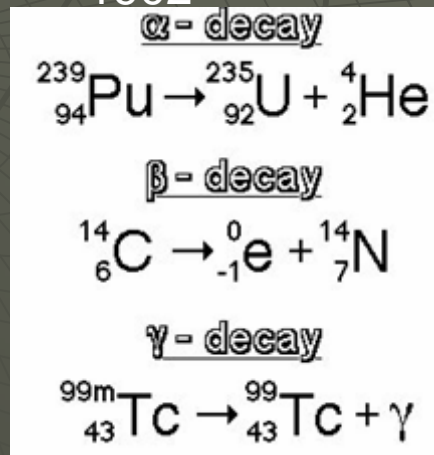 α - decay
²³⁹₉₄Pu → ²³⁵₉₂U + ⁴₂He
β - decay
¹⁴₆C → ⁰₋₁e + ¹⁴₇N
γ - decay
⁹⁹ᵐ₄₃Tc → ⁹⁹₄₃Tc + γ